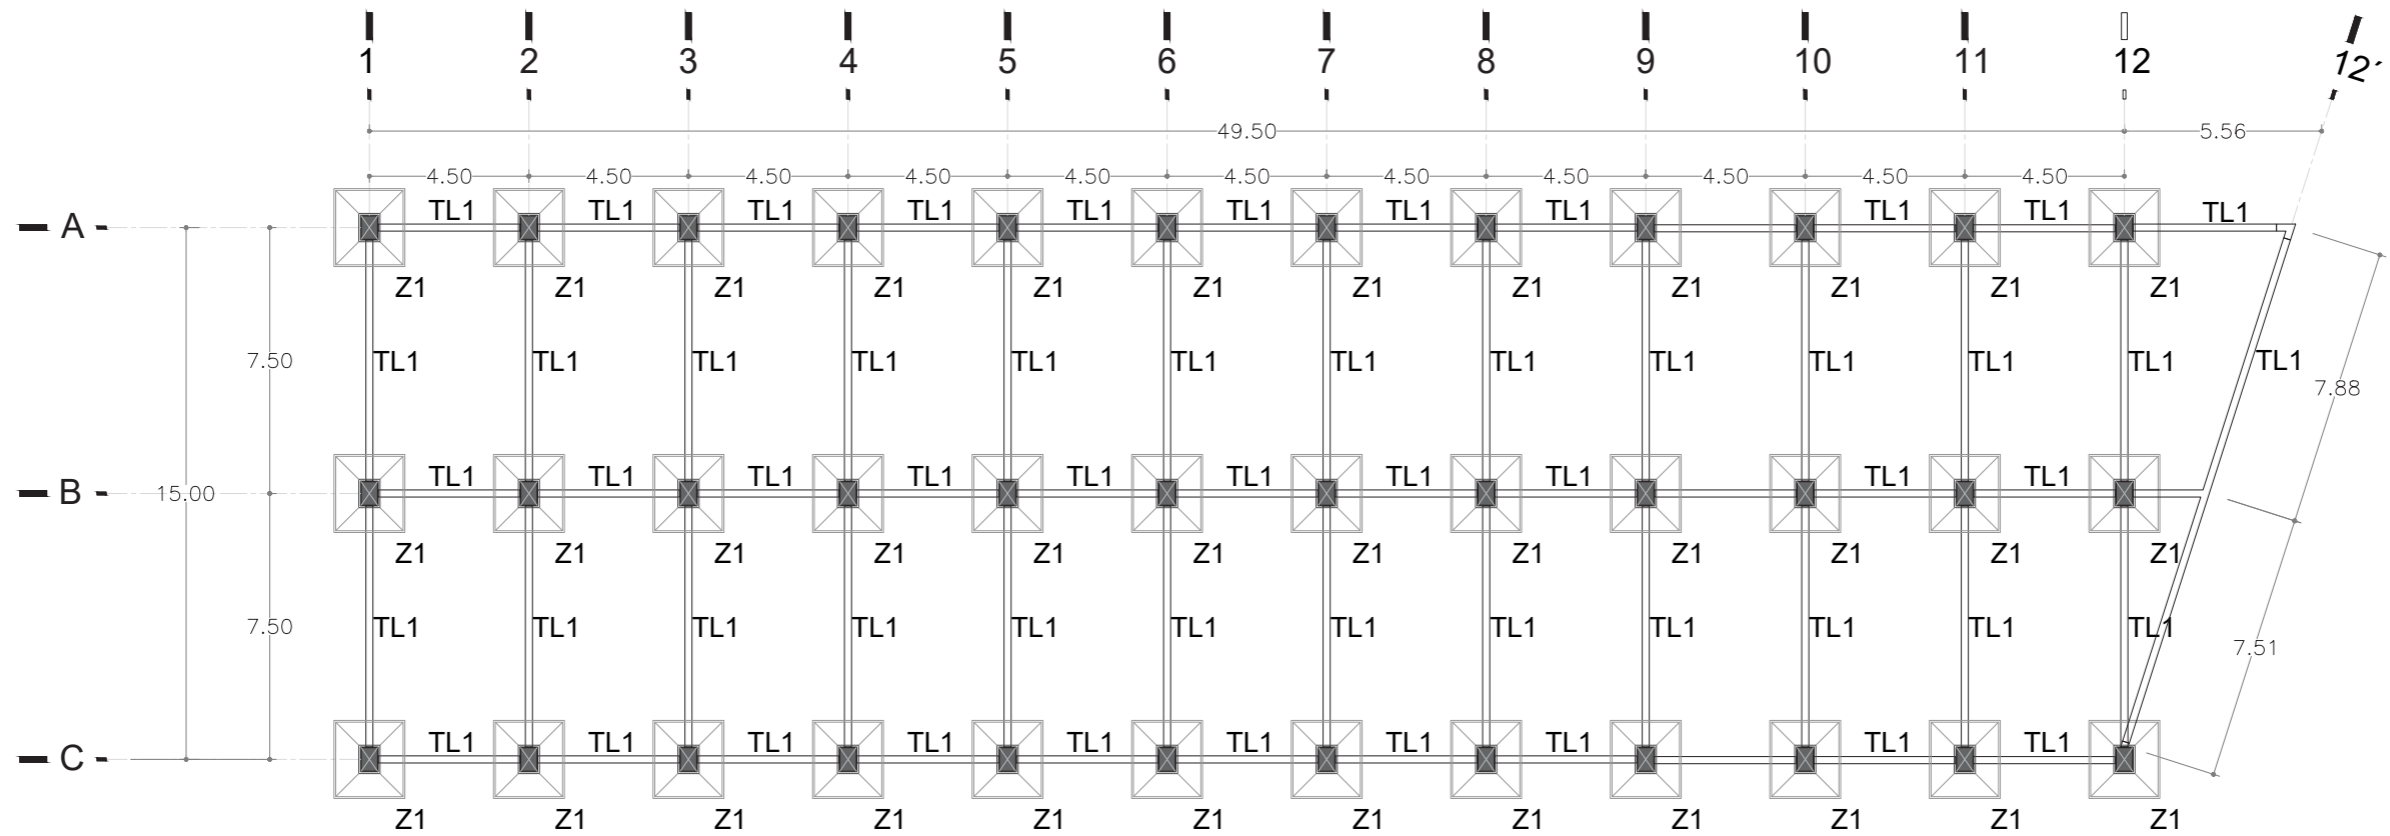 1 2 3 4 5 6 7 8 9 10 11 12 12´
49.50 5.56
4.50 4.50 4.50 4.50 4.50 4.50 4.50 4.50 4.50 4.50 4.50
A TL1 TL1 TL1 TL1 TL1 TL1 TL1 TL1 TL1 TL1 TL1
Z1 Z1 Z1 Z1 Z1 Z1 Z1 Z1 Z1 Z1 Z1 Z1
7.50 TL1 TL1 TL1 TL1 TL1 TL1 TL1 TL1 TL1 TL1 TL1 TL1 TL1
7.88
B 15.00 TL1 TL1 TL1 TL1 TL1 TL1 TL1 TL1 TL1 TL1
Z1 Z1 Z1 Z1 Z1 Z1 Z1 Z1 Z1 Z1 Z1 Z1
7.50 TL1 TL1 TL1 TL1 TL1 TL1 TL1 TL1 TL1 TL1 TL1 TL1
7.51
C TL1 TL1 TL1 TL1 TL1 TL1 TL1 TL1 TL1 TL1
Z1 Z1 Z1 Z1 Z1 Z1 Z1 Z1 Z1 Z1 Z1 Z1